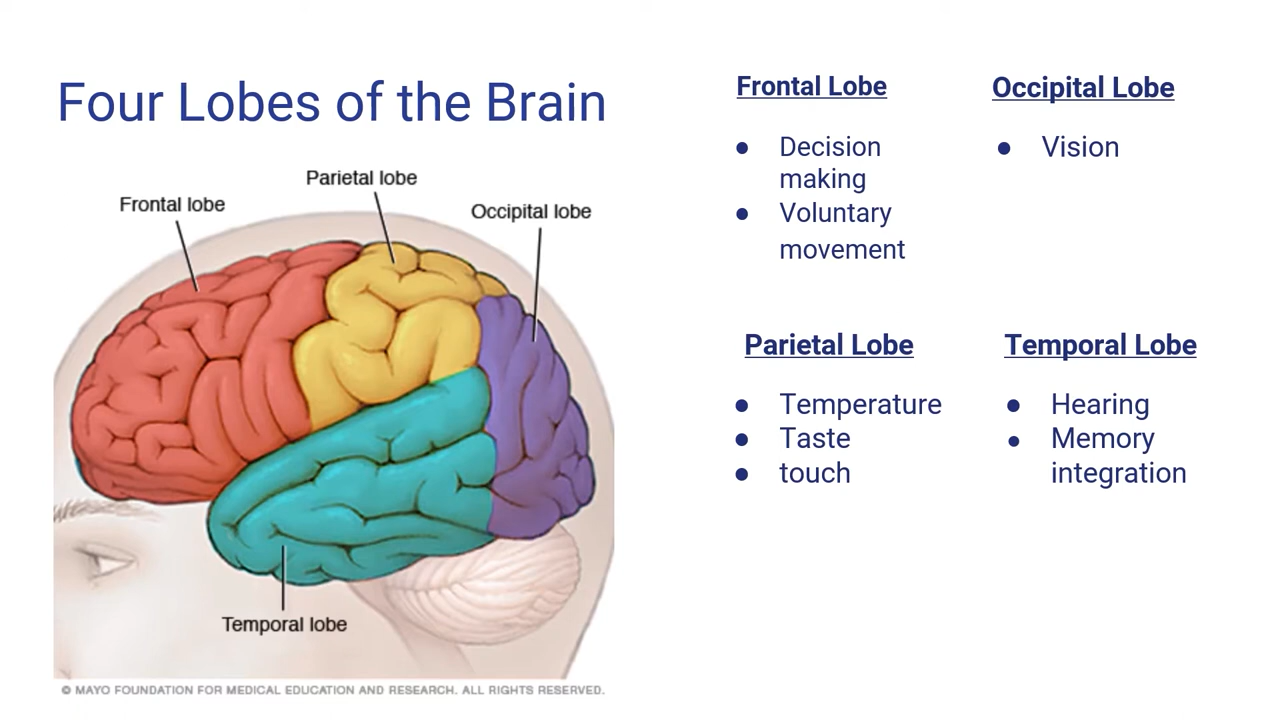 Four Lobes of the Brain
Parietal lobe
Frontal lobe
Occipital lobe
Temporal lobe
© MAYO FOUNDATION FOR MEDICAL EDUCATION AND RESEARCH. ALL RIGHTS RESERVED.
Frontal Lobe
● Decision
making
● Voluntary
movement
Occipital Lobe
● Vision
Parietal Lobe
● Temperature
● Taste
● touch
Temporal Lobe
● Hearing
● Memory
integration